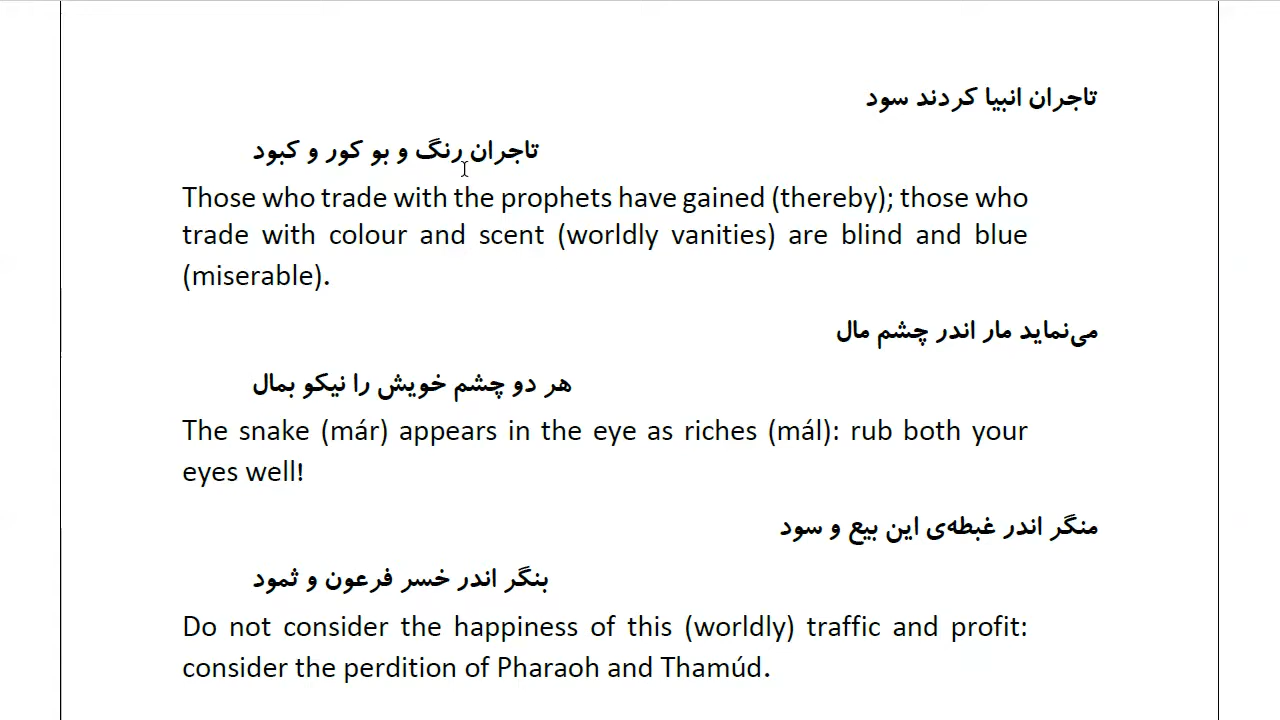 تاجران انبیا کردند سود
تاجران رنگ و بو کور و کبود
Those who trade with the prophets have gained (thereby); those who
trade with colour and scent (worldly vanities) are blind and blue
(miserable).
می‌نماید مار اندر چشم مال
هر دو چشم خویش را نیکو بمال
The snake (már) appears in the eye as riches (mál): rub both your
eyes well!
منگر اندر غبطه‌ی این بیع و سود
بنگر اندر خسر فرعون و ثمود
Do not consider the happiness of this (worldly) traffic and profit:
consider the perdition of Pharaoh and Thamúd.